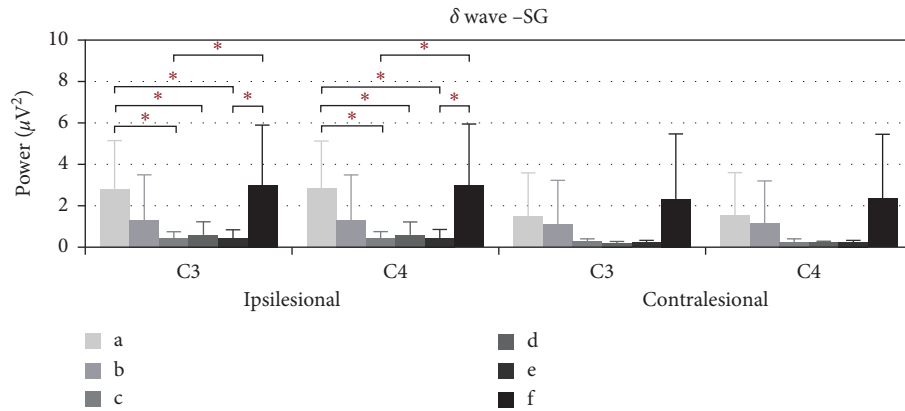 δ wave –SG
Power (μV²)
10
8
6
4
2
0
* * * * *
* * * * *
C3 C4 C3 C4
Ipsilesional Contralesional
a d
b e
c f